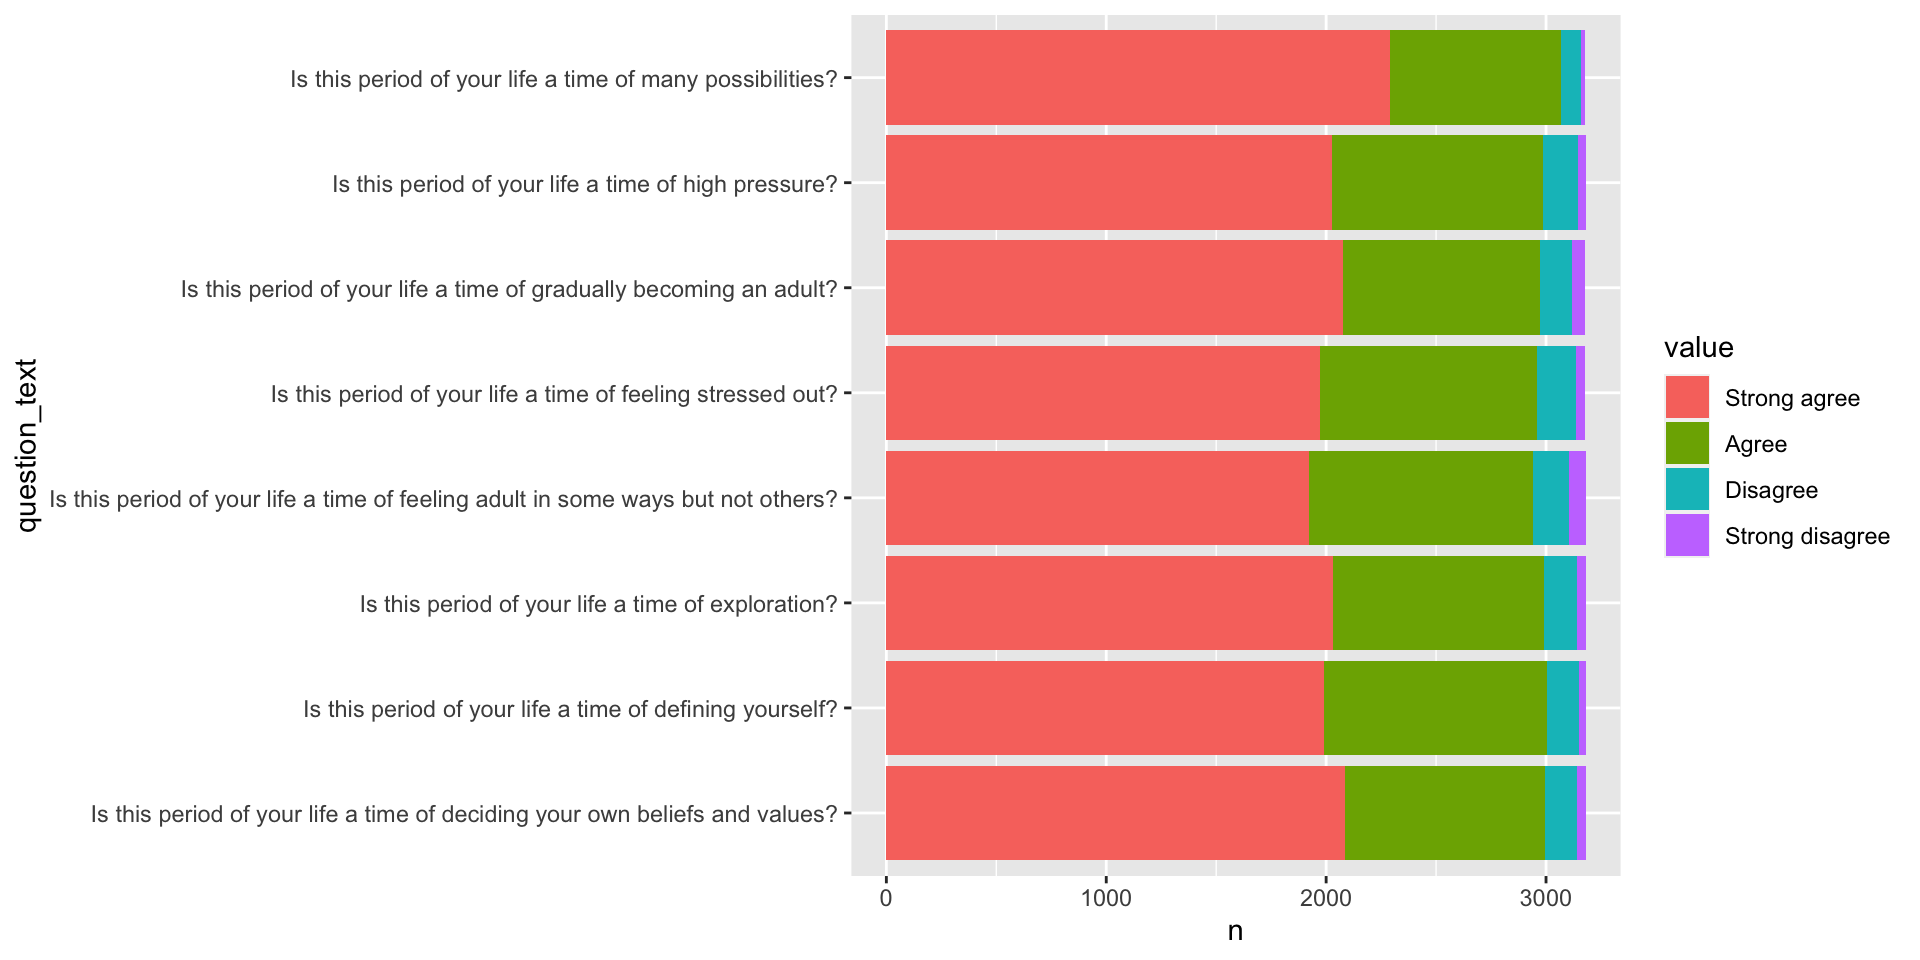 Is this period of your life a time of many possibilities?
Is this period of your life a time of high pressure?
Is this period of your life a time of gradually becoming an adult?
Is this period of your life a time of feeling stressed out?
Is this period of your life a time of feeling adult in some ways but not others?
Is this period of your life a time of exploration?
Is this period of your life a time of defining yourself?
Is this period of your life a time of deciding your own beliefs and values?
question_text
0 1000 2000 3000
n
value
Strong agree
Agree
Disagree
Strong disagree